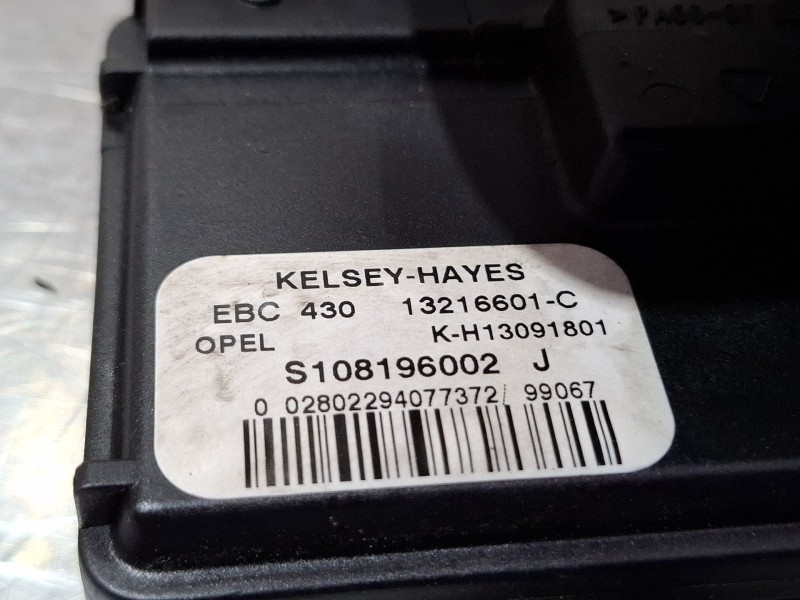 KELSEY-HAYES
EBC 430 13216601-C
OPEL K-H13091801
S108196002 J
0 02802294077372 99067